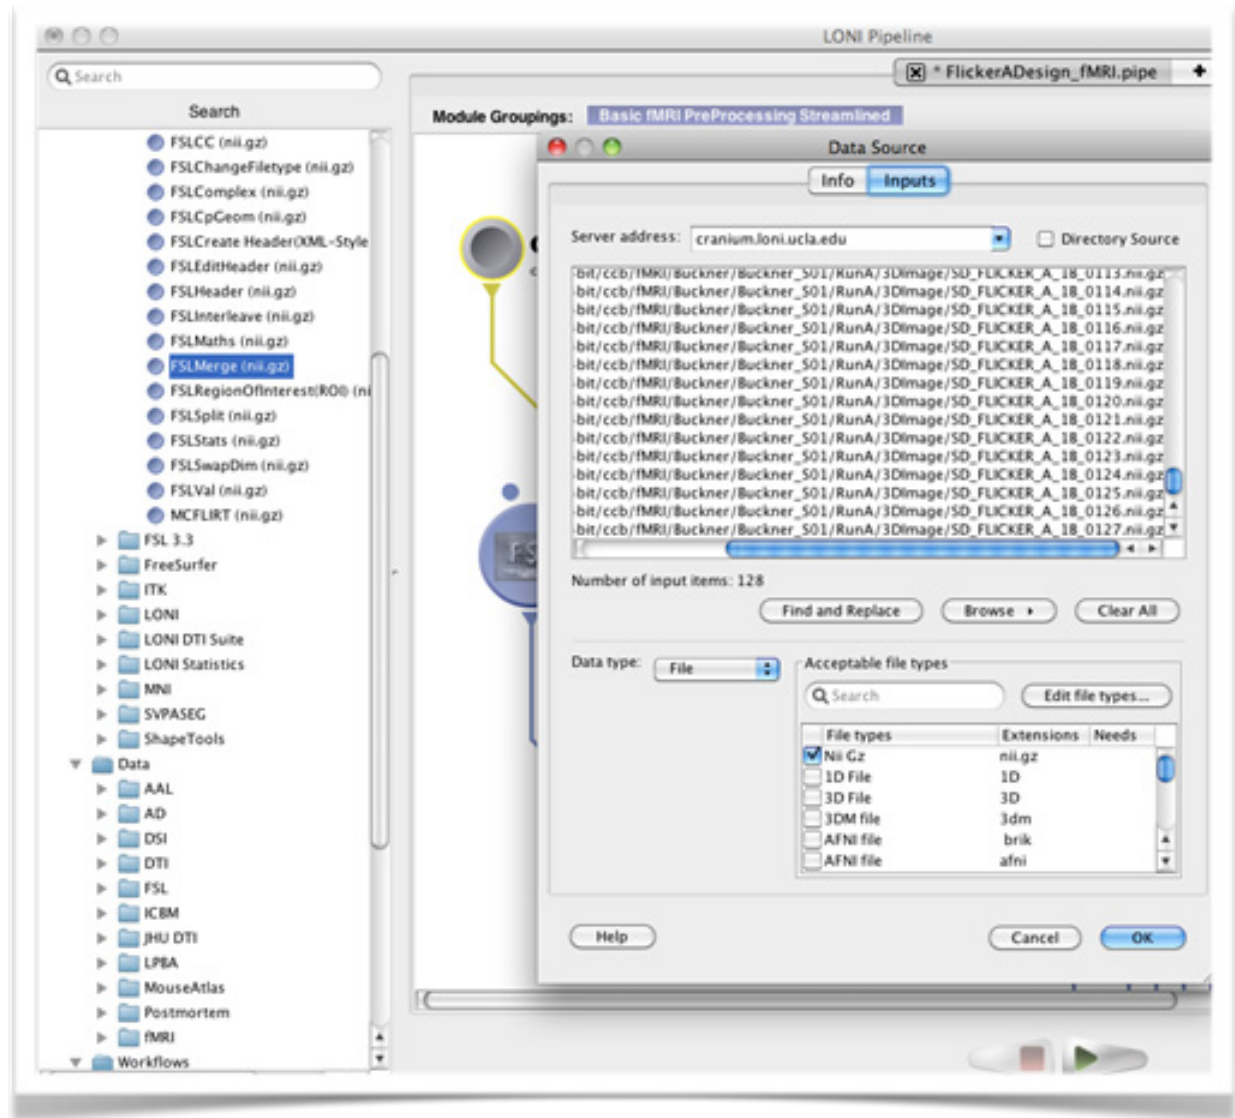 LONI Pipeline
Search
* FlickerADesign_fMRI.pipe
Search
FSLCC (nii.gz)
FSLChangeFiletype (nii.gz)
FSLComplex (nii.gz)
FSLCpGeom (nii.gz)
FSLCreate Header(XML-Style
FSLEditHeader (nii.gz)
FSLHeader (nii.gz)
FSLInterleave (nii.gz)
FSLMaths (nii.gz)
FSLMerge (nii.gz)
FSLRegionOfInterest(ROI) (ni
FSLSplit (nii.gz)
FSLStats (nii.gz)
FSLSwapDim (nii.gz)
FSLVal (nii.gz)
MCFLIRT (nii.gz)
FSL 3.3
FreeSurfer
ITK
LONI
LONI DTI Suite
LONI Statistics
MNI
SVPASEG
ShapeTools
Data
AAL
AD
DSI
DTI
FSL
ICBM
JHU DTI
LPBA
MouseAtlas
Postmortem
fMRI
Workflows
Module Groupings: Basic fMRI PreProcessing Streamlined
Data Source
Info Inputs
Server address: cranium.loni.ucla.edu Directory Source
-bit/ccb/fMRI/Buckner/Buckner_S01/RunA/3DImage/SD_FLICKER_A_18_0113.nii.gz
-bit/ccb/fMRI/Buckner/Buckner_S01/RunA/3DImage/SD_FLICKER_A_18_0114.nii.gz
-bit/ccb/fMRI/Buckner/Buckner_S01/RunA/3DImage/SD_FLICKER_A_18_0115.nii.gz
-bit/ccb/fMRI/Buckner/Buckner_S01/RunA/3DImage/SD_FLICKER_A_18_0116.nii.gz
-bit/ccb/fMRI/Buckner/Buckner_S01/RunA/3DImage/SD_FLICKER_A_18_0117.nii.gz
-bit/ccb/fMRI/Buckner/Buckner_S01/RunA/3DImage/SD_FLICKER_A_18_0118.nii.gz
-bit/ccb/fMRI/Buckner/Buckner_S01/RunA/3DImage/SD_FLICKER_A_18_0119.nii.gz
-bit/ccb/fMRI/Buckner/Buckner_S01/RunA/3DImage/SD_FLICKER_A_18_0120.nii.gz
-bit/ccb/fMRI/Buckner/Buckner_S01/RunA/3DImage/SD_FLICKER_A_18_0121.nii.gz
-bit/ccb/fMRI/Buckner/Buckner_S01/RunA/3DImage/SD_FLICKER_A_18_0122.nii.gz
-bit/ccb/fMRI/Buckner/Buckner_S01/RunA/3DImage/SD_FLICKER_A_18_0123.nii.gz
-bit/ccb/fMRI/Buckner/Buckner_S01/RunA/3DImage/SD_FLICKER_A_18_0124.nii.gz
-bit/ccb/fMRI/Buckner/Buckner_S01/RunA/3DImage/SD_FLICKER_A_18_0125.nii.gz
-bit/ccb/fMRI/Buckner/Buckner_S01/RunA/3DImage/SD_FLICKER_A_18_0126.nii.gz
-bit/ccb/fMRI/Buckner/Buckner_S01/RunA/3DImage/SD_FLICKER_A_18_0127.nii.gz
Number of input items: 128
Find and Replace Browse Clear All
Data type: File
Acceptable file types
Search Edit file types...
File types Extensions Needs
Nii Gz nii.gz
1D File 1D
3D File 3D
3DM file 3dm
AFNI file brik
AFNI file afni
Help Cancel OK